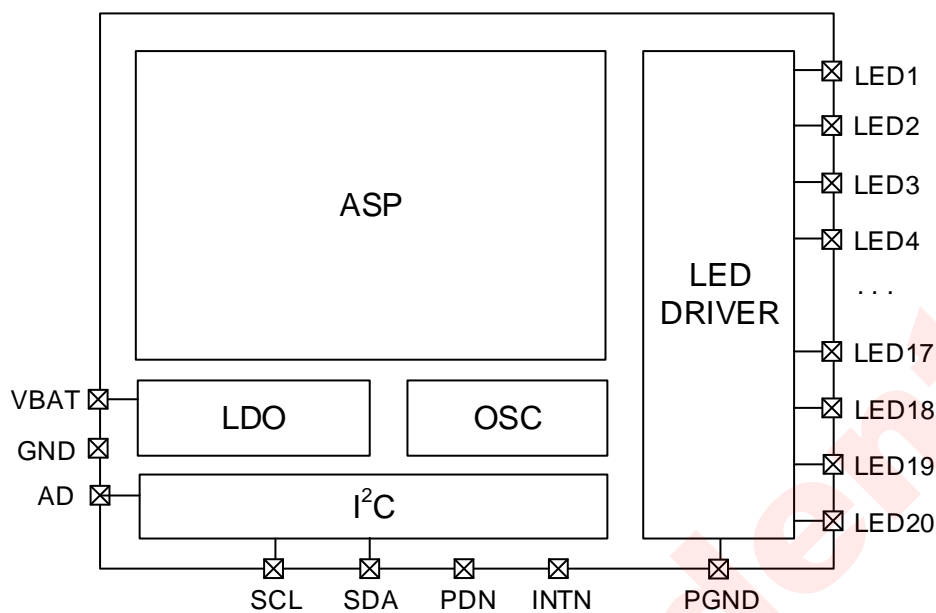 LED1
LED2
LED3
ASP
LED4
LED
DRIVER
. . .
LED17
VBAT
LDO
OSC
LED18
GND
LED19
AD
I²C
LED20
SCL
SDA
PDN
INTN
PGND